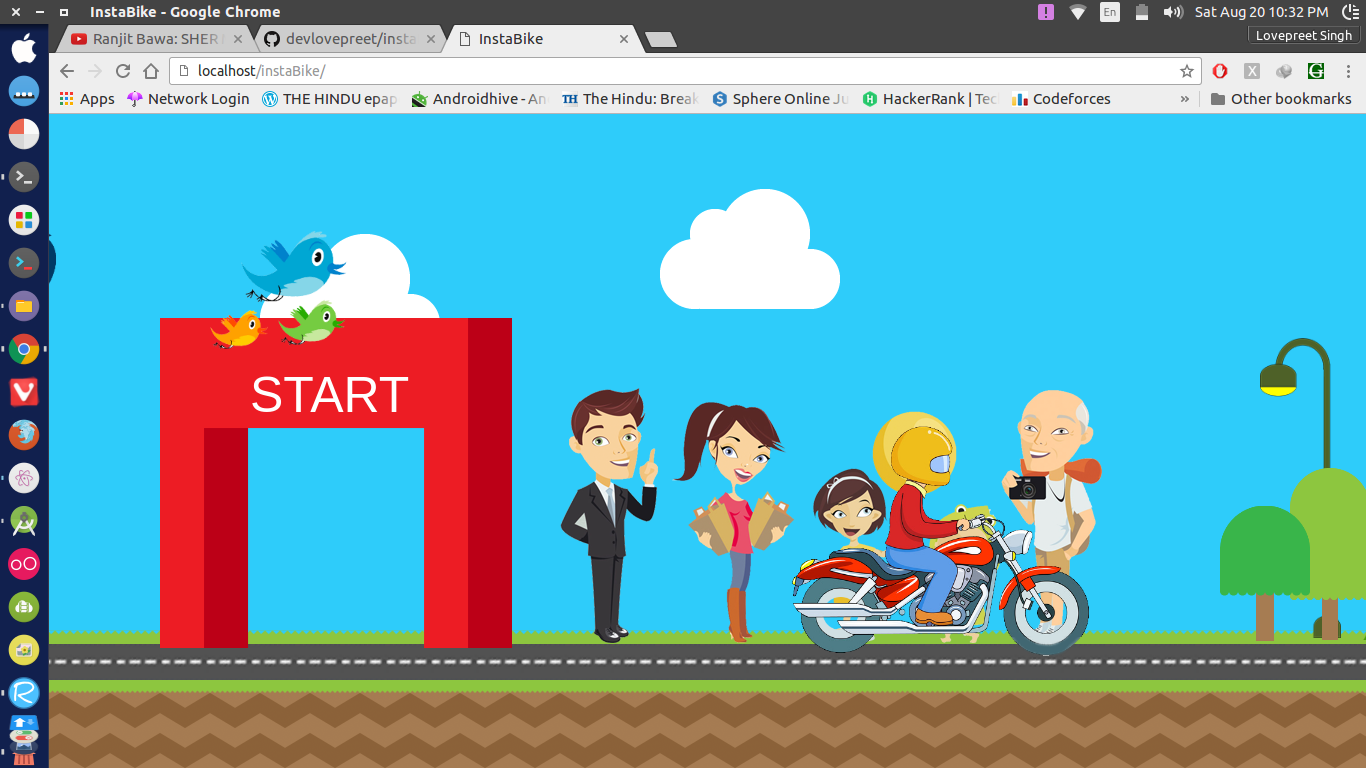 InstaBike - Google Chrome
En
Sat Aug 20 10:32 PM
Lovepreet Singh
Ranjit Bawa: SHER
devlovepreet/insta
InstaBike
localhost/instaBike/
Apps
Network Login
THE HINDU epap
Androidhive - An
The Hindu: Break
Sphere Online Ju
HackerRank | Tec
Codeforces
»
Other bookmarks
START